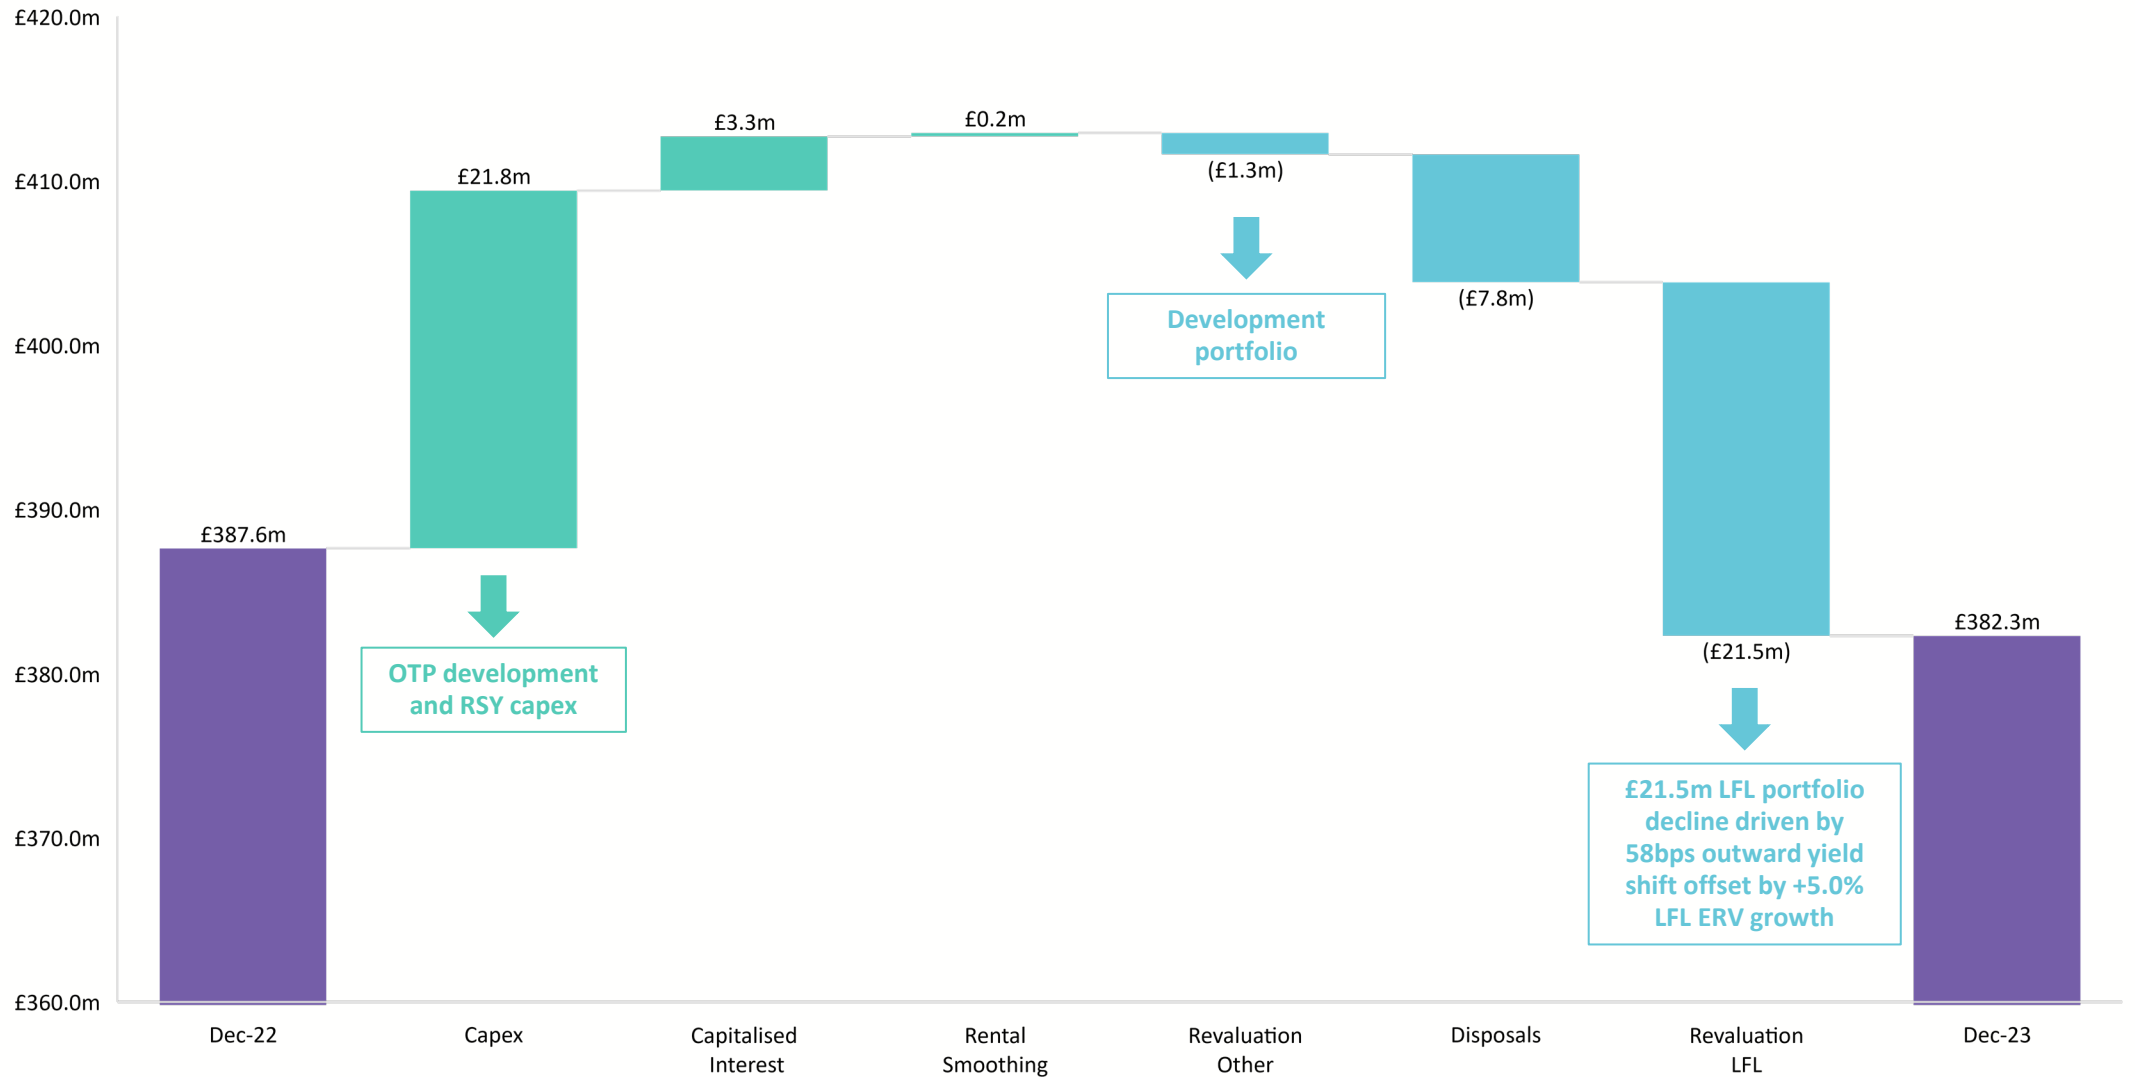 £420.0m
£410.0m
£400.0m
£390.0m
£380.0m
£370.0m
£360.0m
£387.6m
£21.8m
£3.3m
£0.2m
(£1.3m)
(£7.8m)
(£21.5m)
£382.3m
OTP development
and RSY capex
Development
portfolio
£21.5m LFL portfolio
decline driven by
58bps outward yield
shift offset by +5.0%
LFL ERV growth
Dec-22
Capex
Capitalised
Interest
Rental
Smoothing
Revaluation
Other
Disposals
Revaluation
LFL
Dec-23